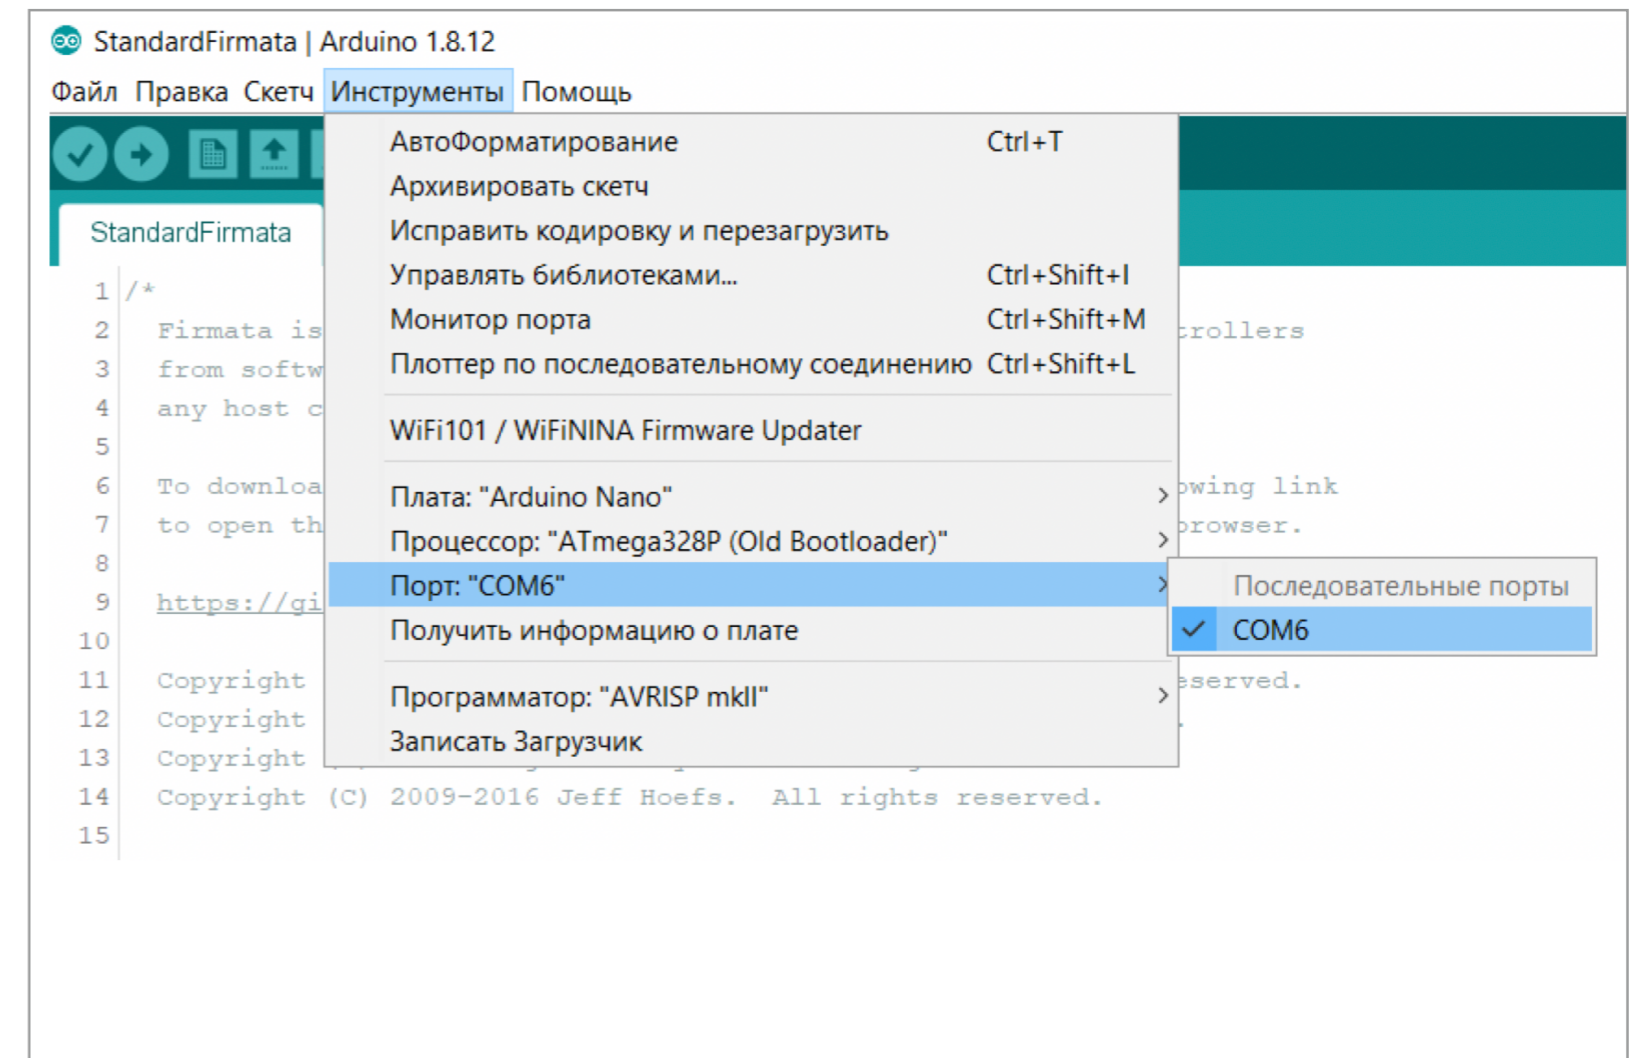 StandardFirmata | Arduino 1.8.12
Файл Правка Скетч Инструменты Помощь
АвтоФорматирование Ctrl+T
Архивировать скетч
Исправить кодировку и перезагрузить
Управлять библиотеками... Ctrl+Shift+I
Монитор порта Ctrl+Shift+M
Плоттер по последовательному соединению Ctrl+Shift+L
WiFi101 / WiFiNINA Firmware Updater
Плата: "Arduino Nano"
Процессор: "ATmega328P (Old Bootloader)"
Порт: "COM6"
Получить информацию о плате
Программатор: "AVRISP mkII"
Записать Загрузчик
Последовательные порты
COM6
StandardFirmata
1 /*
2 Firmata is
3 from softw
4 any host c
5
6 To downloa owing link
7 to open th browser.
8
9 https://gi
10
11 Copyright eserved.
12 Copyright
13 Copyright
14 Copyright (C) 2009-2016 Jeff Hoefs. All rights reserved.
15